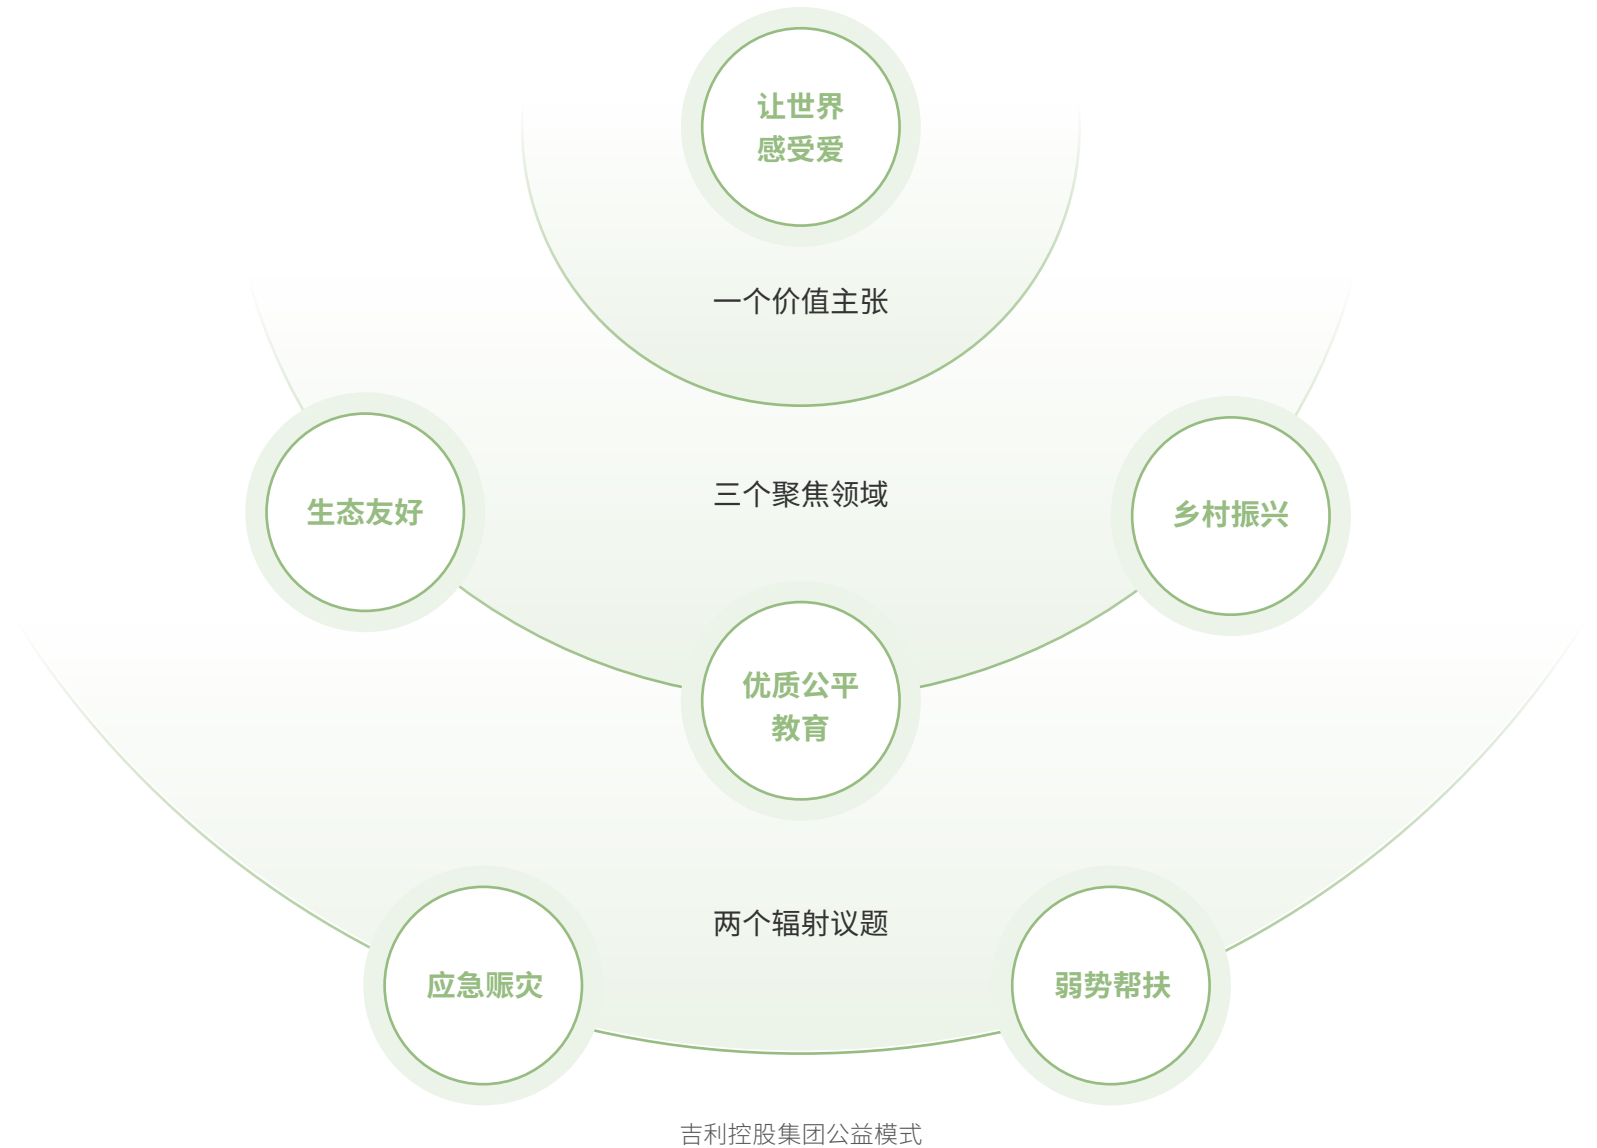 让世界
感受爱
一个价值主张
三个聚焦领域
生态友好
乡村振兴
优质公平
教育
两个辐射议题
应急赈灾
弱势帮扶
吉利控股集团公益模式